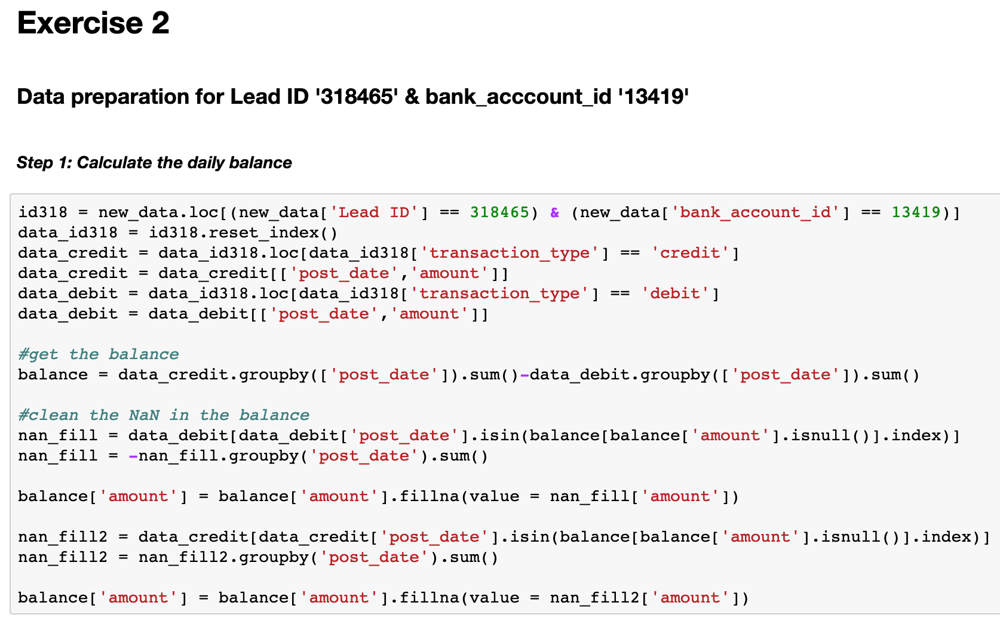 Exercise 2
Data preparation for Lead ID '318465' & bank_acccount_id '13419'
Step 1: Calculate the daily balance
id318 = new_data.loc[(new_data['Lead ID'] == 318465) & (new_data['bank_account_id'] == 13419)]
data_id318 = id318.reset_index()
data_credit = data_id318.loc[data_id318['transaction_type'] == 'credit']
data_credit = data_credit[['post_date','amount']]
data_debit = data_id318.loc[data_id318['transaction_type'] == 'debit']
data_debit = data_debit[['post_date','amount']]
#get the balance
balance = data_credit.groupby(['post_date']).sum()-data_debit.groupby(['post_date']).sum()
#clean the NaN in the balance
nan_fill = data_debit[data_debit['post_date'].isin(balance[balance['amount'].isnull()].index)]
nan_fill = -nan_fill.groupby('post_date').sum()
balance['amount'] = balance['amount'].fillna(value = nan_fill['amount'])
nan_fill2 = data_credit[data_credit['post_date'].isin(balance[balance['amount'].isnull()].index)]
nan_fill2 = nan_fill2.groupby('post_date').sum()
balance['amount'] = balance['amount'].fillna(value = nan_fill2['amount'])